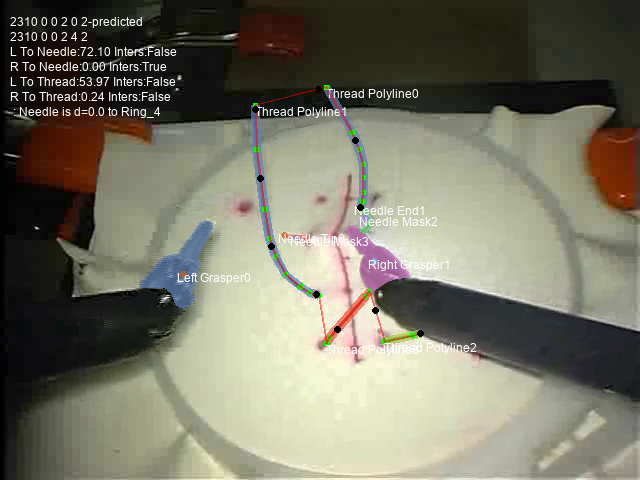 2310 0 0 2 0 2-predicted
2310 0 0 2 4 2
L To Needle:72.10 Inters:False
R To Needle:0.00 Inters:True
L To Thread:53.97 Inters:False
R To Thread:0.24 Inters:False
: Needle is d=0.0 to Ring_4
Thread Polyline0
Thread Polyline1
Needle End1
Needle Mask2
Needle
Mask3
Right Grasper1
Left Grasper0
Thread
Polyline2